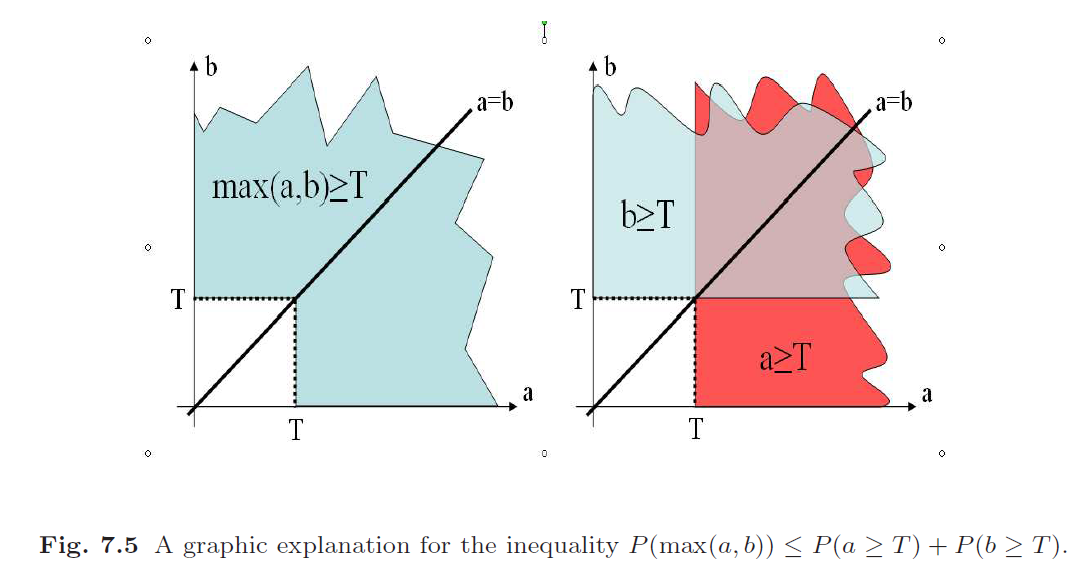 b
a=b
max(a,b)≥T
T
a
T
b
a=b
b≥T
T
a≥T
a
T
Fig. 7.5 A graphic explanation for the inequality P(max(a, b)) ≤ P(a ≥ T) + P(b ≥ T).